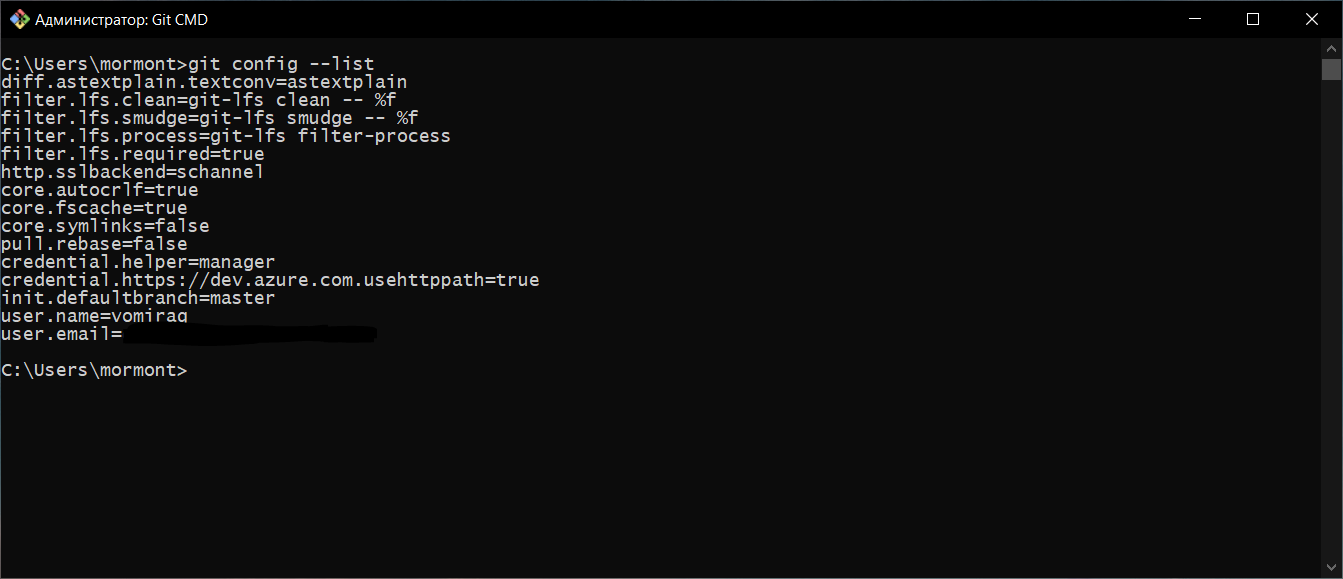 Администратор: Git CMD
C:\Users\mormont>git config --list
diff.astextplain.textconv=astextplain
filter.lfs.clean=git-lfs clean -- %f
filter.lfs.smudge=git-lfs smudge -- %f
filter.lfs.process=git-lfs filter-process
filter.lfs.required=true
http.sslbackend=schannel
core.autocrlf=true
core.fscache=true
core.symlinks=false
pull.rebase=false
credential.helper=manager
credential.https://dev.azure.com.usehttppath=true
init.defaultbranch=master
user.name=vomiraq
user.email=
C:\Users\mormont>